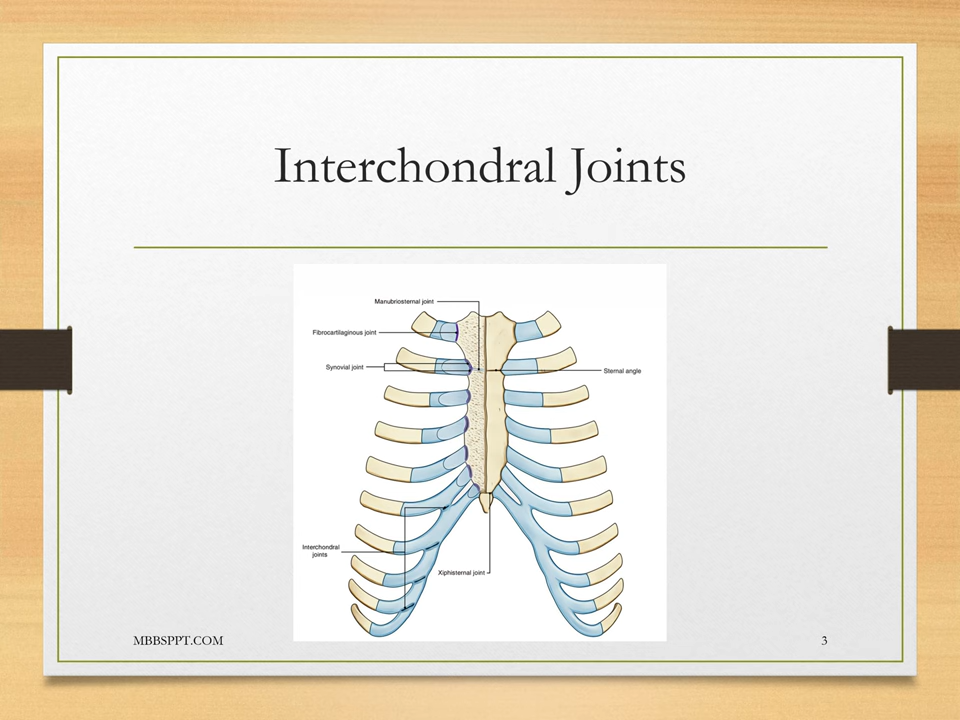 Interchondral Joints
Manubriosternal joint
Fibrocartilaginous joint
Synovial joint
Sternal angle
Interchondral
joints
Xiphisternal joint
MBBSPPT.COM
3